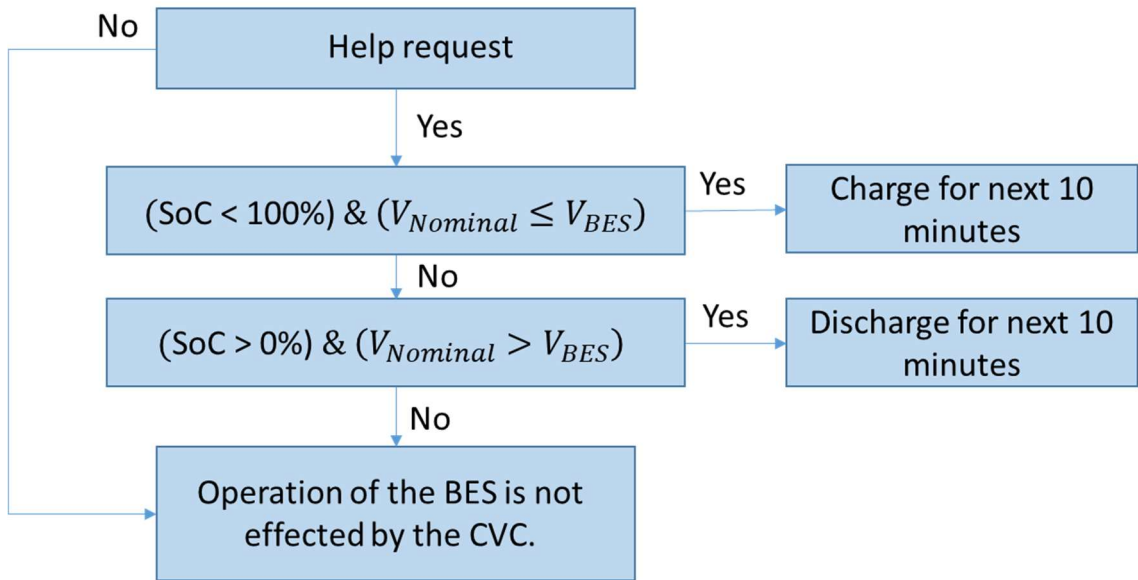 No
Help request
Yes
(SoC < 100%) & (V_Nominal ≤ V_BES)
Yes
Charge for next 10
minutes
No
(SoC > 0%) & (V_Nominal > V_BES)
Yes
Discharge for next 10
minutes
No
Operation of the BES is not
effected by the CVC.